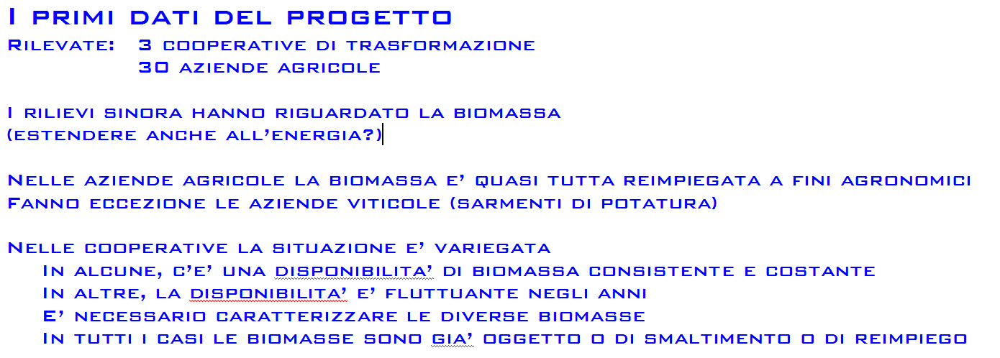 I PRIMI DATI DEL PROGETTO
RILEVATE: 3 COOPERATIVE DI TRASFORMAZIONE
30 AZIENDE AGRICOLE
I RILIEVI SINORA HANNO RIGUARDATO LA BIOMASSA
(ESTENDERE ANCHE ALL’ENERGIA?)
NELLE AZIENDE AGRICOLE LA BIOMASSA E’ QUASI TUTTA REIMPIEGATA A FINI AGRONOMICI
FANNO ECCEZIONE LE AZIENDE VITICOLE (SARMENTI DI POTATURA)
NELLE COOPERATIVE LA SITUAZIONE E’ VARIEGATA
IN ALCUNE, C’E’ UNA DISPONIBILITA’ DI BIOMASSA CONSISTENTE E COSTANTE
IN ALTRE, LA DISPONIBILITA’ E’ FLUTTUANTE NEGLI ANNI
E’ NECESSARIO CARATTERIZZARE LE DIVERSE BIOMASSE
IN TUTTI I CASI LE BIOMASSE SONO GIÀ’ OGGETTO O DI SMALTIMENTO O DI REIMPIEGO